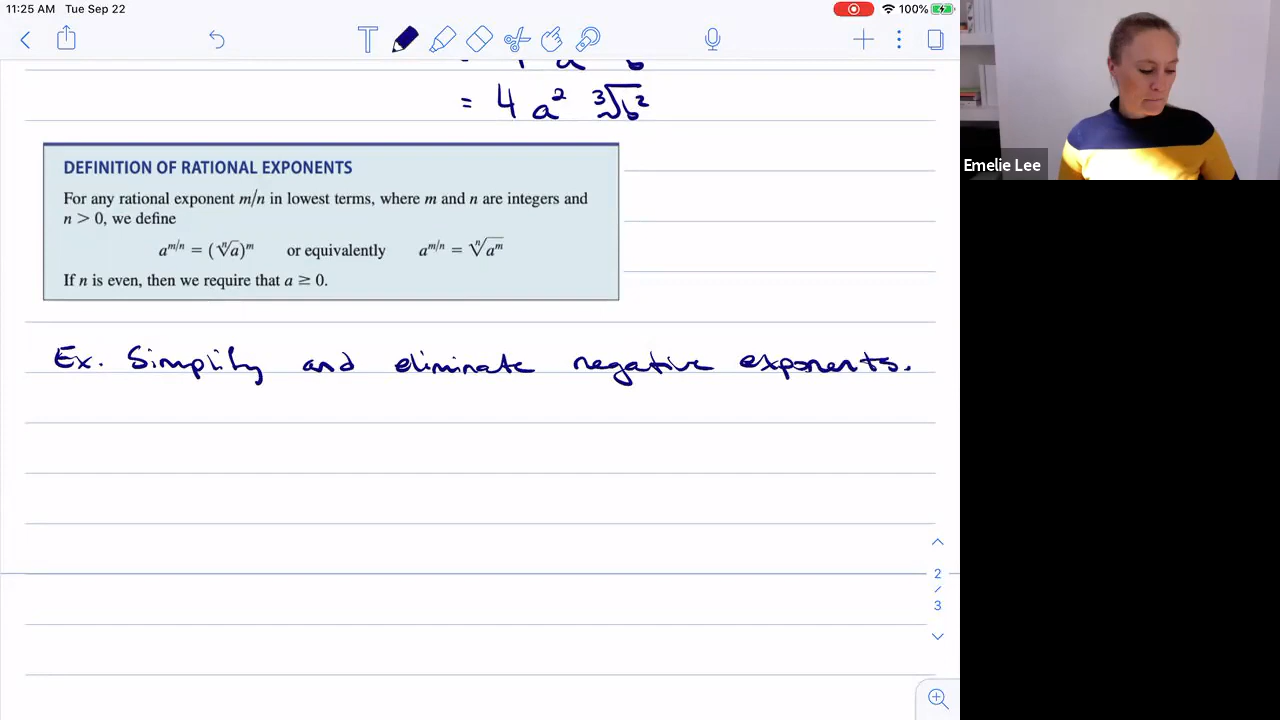 11:25 AM Tue Sep 22
100%
T
= 4 a² ∛b²
DEFINITION OF RATIONAL EXPONENTS
For any rational exponent m/n in lowest terms, where m and n are integers and
n > 0, we define
a^{m/n} = (ⁿ√a)^m or equivalently a^{m/n} = ⁿ√a^m
If n is even, then we require that a ≥ 0.
Ex. Simplify and eliminate negative exponents.
2
/
3
Emelie Lee